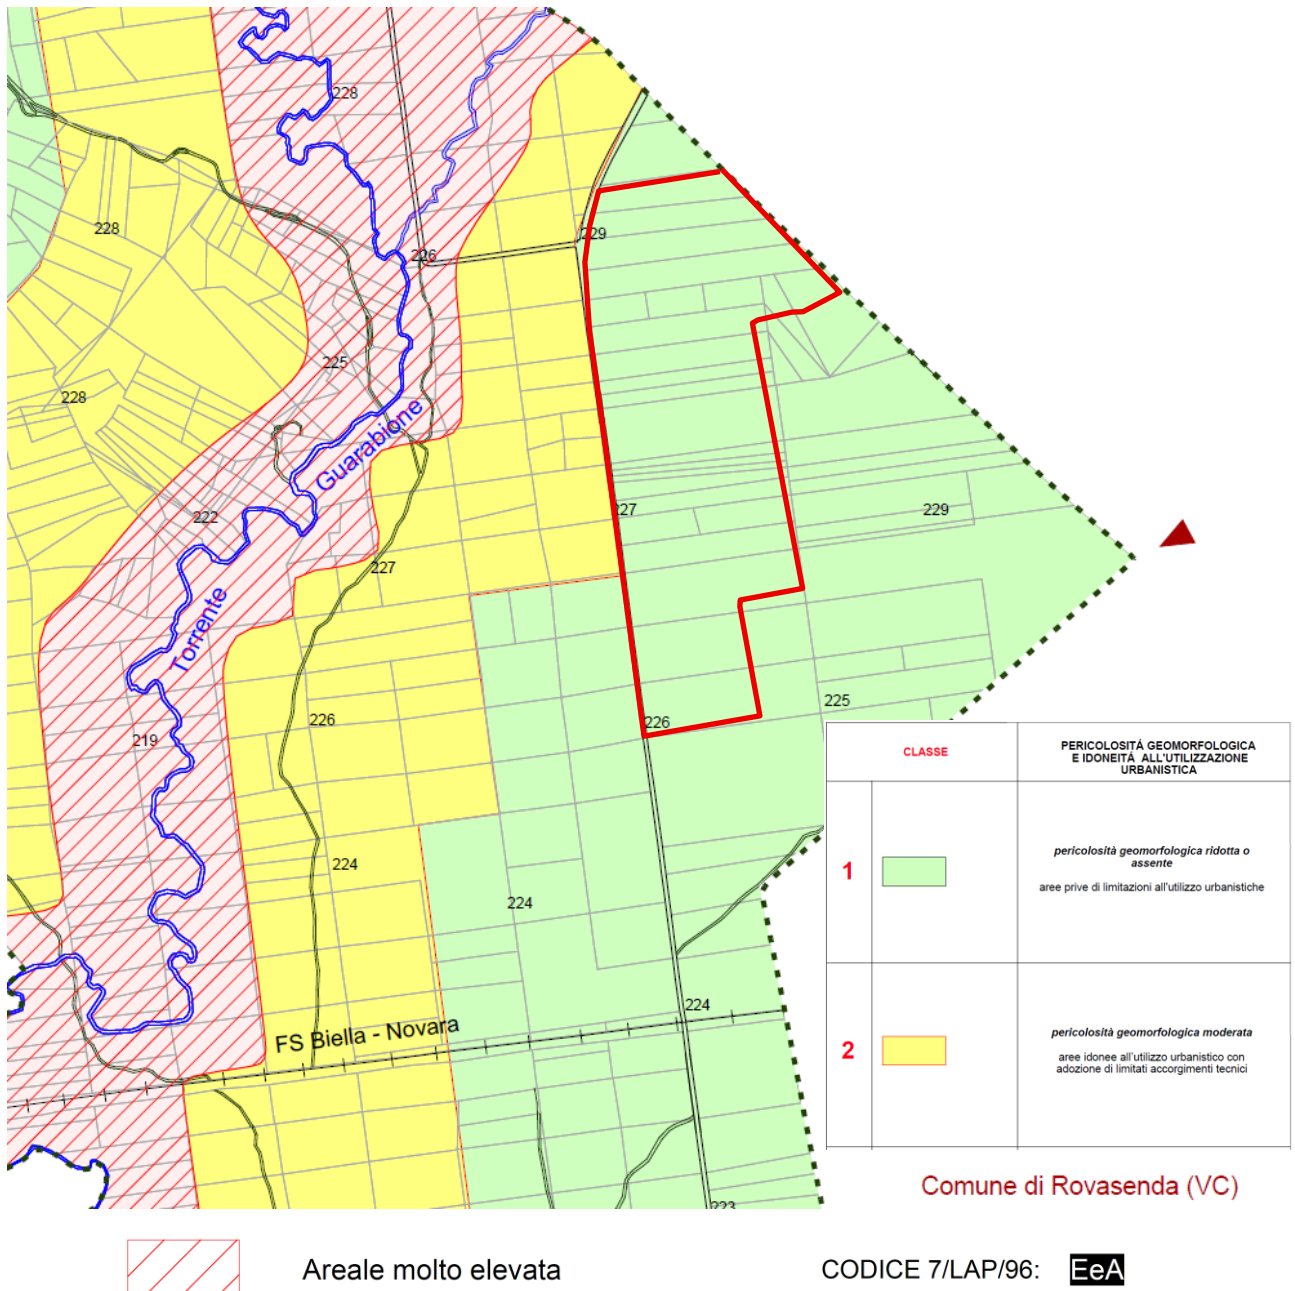 228
228
229
226
225
228
Guarabione
222
227
229
227
Torrente
226
226
225
219
CLASSE
PERICOLOSITÁ GEOMORFOLOGICA
E IDONEITÁ ALL'UTILIZZAZIONE
URBANISTICA
1
pericolosità geomorfologica ridotta o
assente
aree prive di limitazioni all'utilizzo urbanistiche
224
224
224
FS Biella - Novara
2
pericolosità geomorfologica moderata
aree idonee all'utilizzo urbanistico con
adozione di limitati accorgimenti tecnici
223
Comune di Rovasenda (VC)
Areale molto elevata
CODICE 7/LAP/96:
EeA